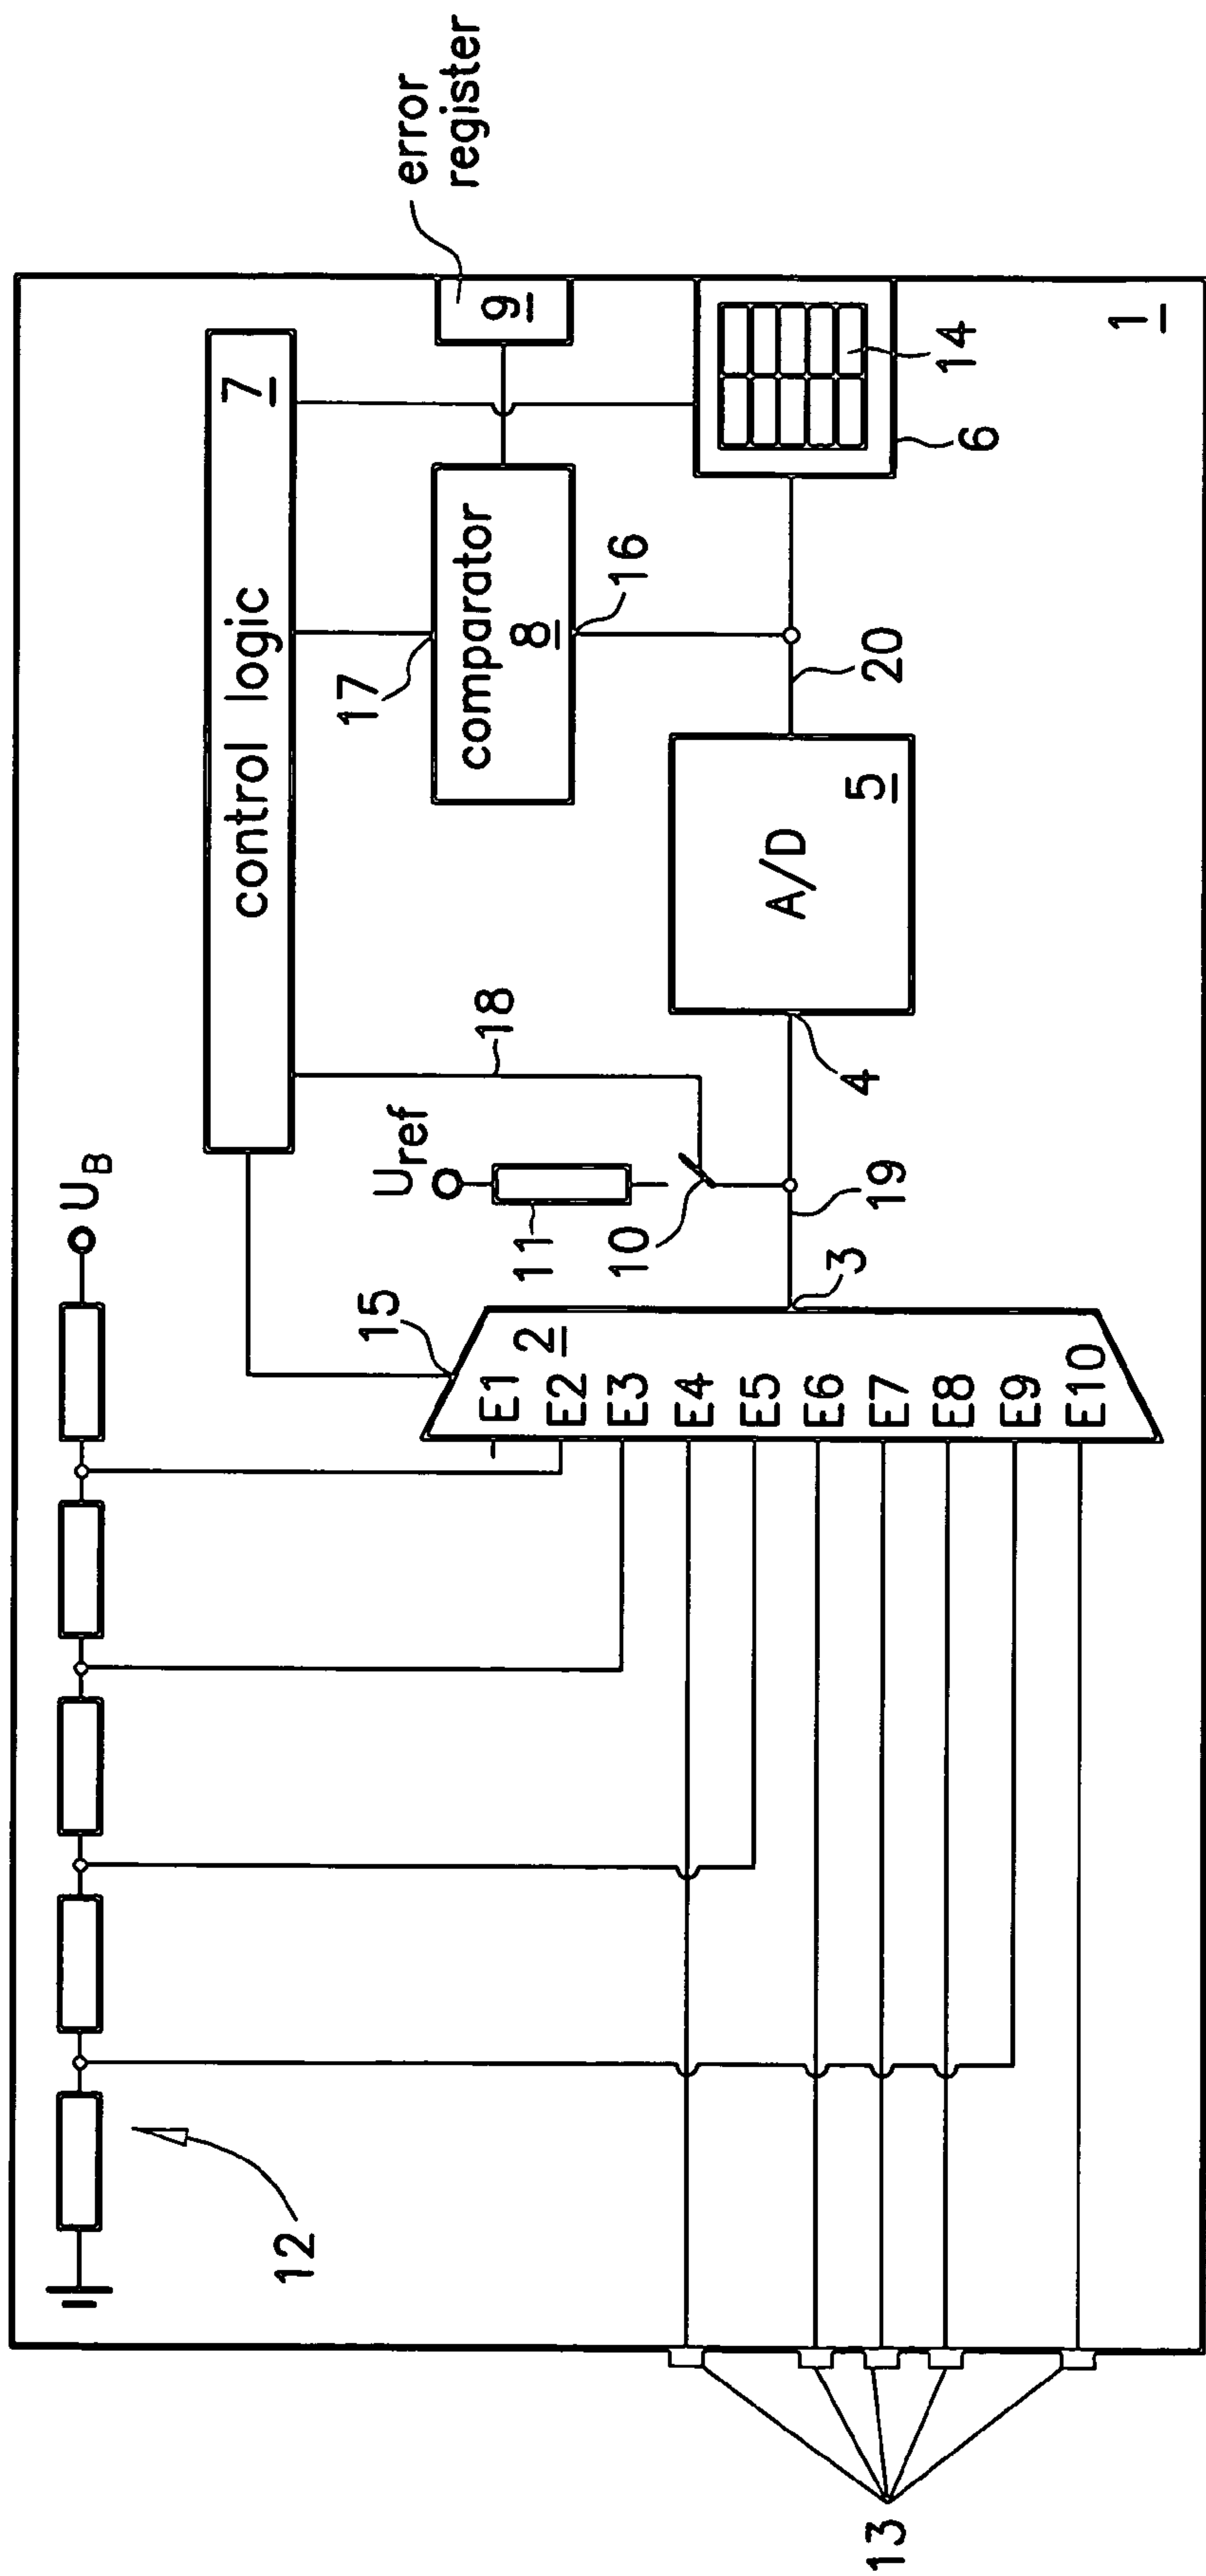 12
U_B
control logic
7
error
register
9
15
U_ref
18
17
comparator
8
16
11
10
E1
2
E2
E3
E4
E5
E6
E7
E8
E9
E10
3
19
4
A/D
5
20
6
14
1
13